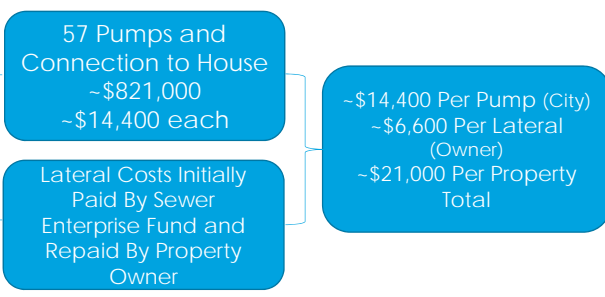 57 Pumps and
Connection to House
~$821,000
~$14,400 each
Lateral Costs Initially
Paid By Sewer
Enterprise Fund and
Repaid By Property
Owner
~$14,400 Per Pump (City)
~$6,600 Per Lateral
(Owner)
~$21,000 Per Property
Total